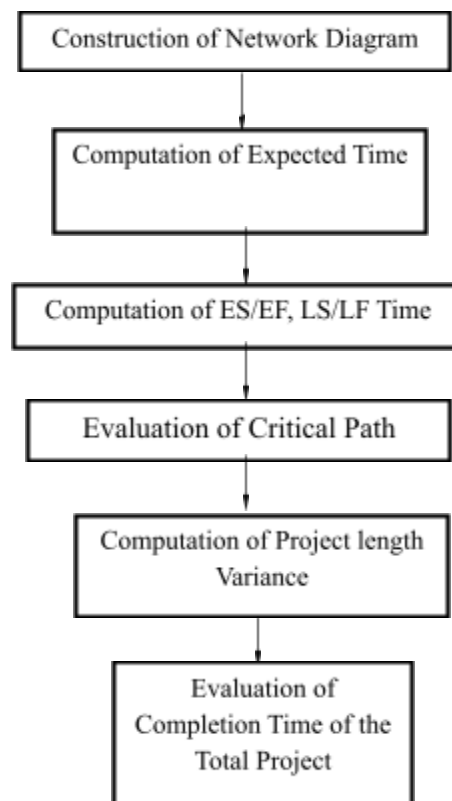 Construction of Network Diagram
Computation of Expected Time
Computation of ES/EF, LS/LF Time
Evaluation of Critical Path
Computation of Project length
Variance
Evaluation of
Completion Time of the
Total Project